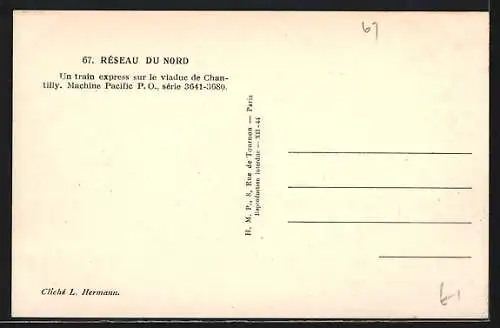 67
67. RÉSEAU DU NORD
Un train express sur le viaduc de Chan-
tilly. Machine Pacific P. O., série 3641-3680.
H. M. P., 8, Rue de Tournon — Paris
Reproduction interdite — XII-44
Cliché L. Hermann.